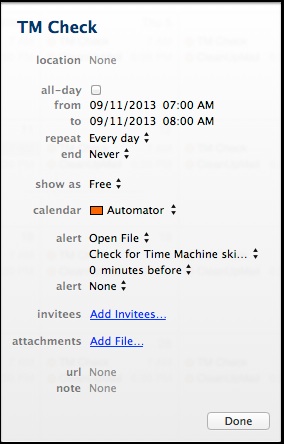 TM Check
location None
all-day
from 09/11/2013 07:00 AM
to 09/11/2013 08:00 AM
repeat Every day
end Never
show as Free
calendar Automator
alert Open File
Check for Time Machine ski...
0 minutes before
alert None
invitees Add Invitees...
attachments Add File...
url None
note None
Done